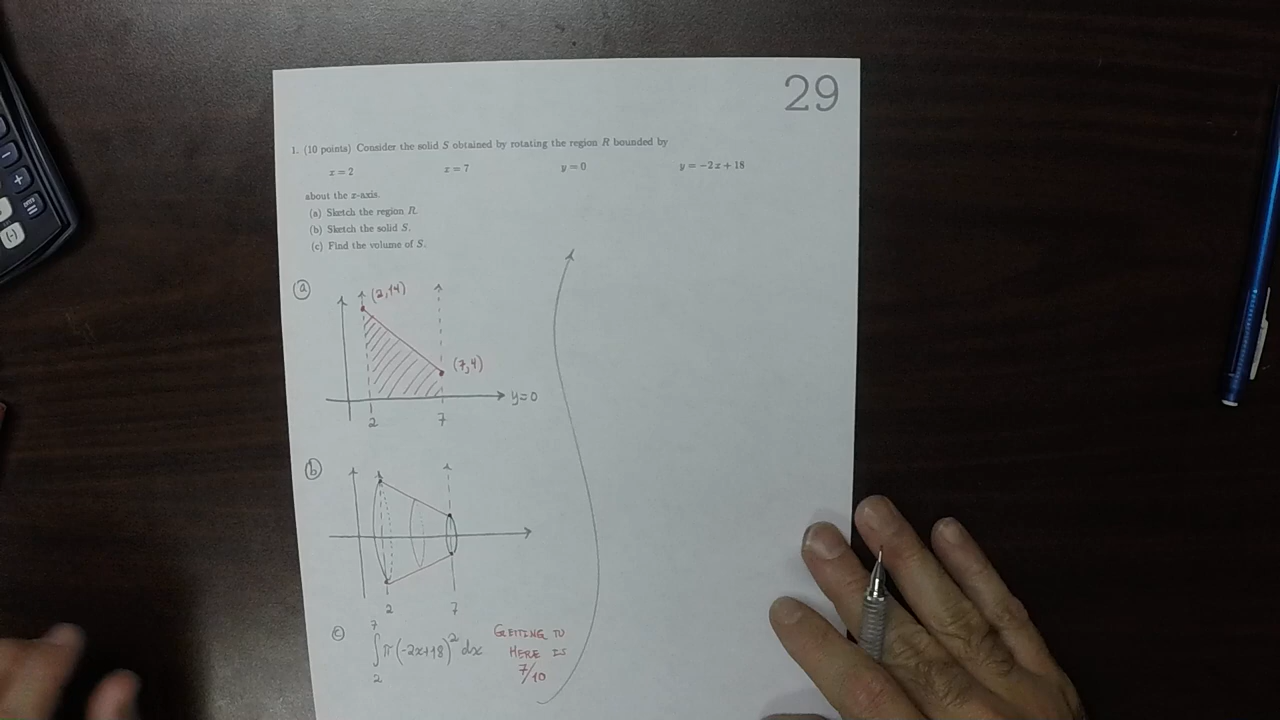 29
1. (10 points) Consider the solid S obtained by rotating the region R bounded by
x = 2 x = 7 y = 0 y = −2x + 18
about the x-axis.
(a) Sketch the region R.
(b) Sketch the solid S.
(c) Find the volume of S.
(a)
(2,14)
(7,4)
y=0
2 7
(b)
2 7
(c)
∫₂⁷ π(-2x+18)² dx
GETTING TO
HERE IS
7/10